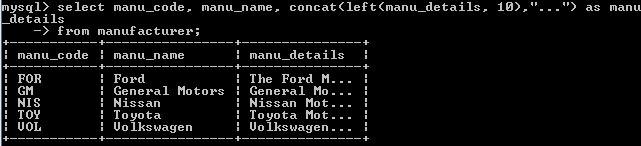 mysql> select manu_code, manu_name, concat(left(manu_details, 10),"...") as manu
_details
    -> from manufacturer;
+-----------+----------------+---------------+
| manu_code | manu_name      | manu_details  |
+-----------+----------------+---------------+
| FOR       | Ford           | The Ford M... |
| GM        | General Motors | General Mo... |
| NIS       | Nissan         | Nissan Mot... |
| TOY       | Toyota         | Toyota Mot... |
| VOL       | Volkswagen     | Volkswagen... |
+-----------+----------------+---------------+